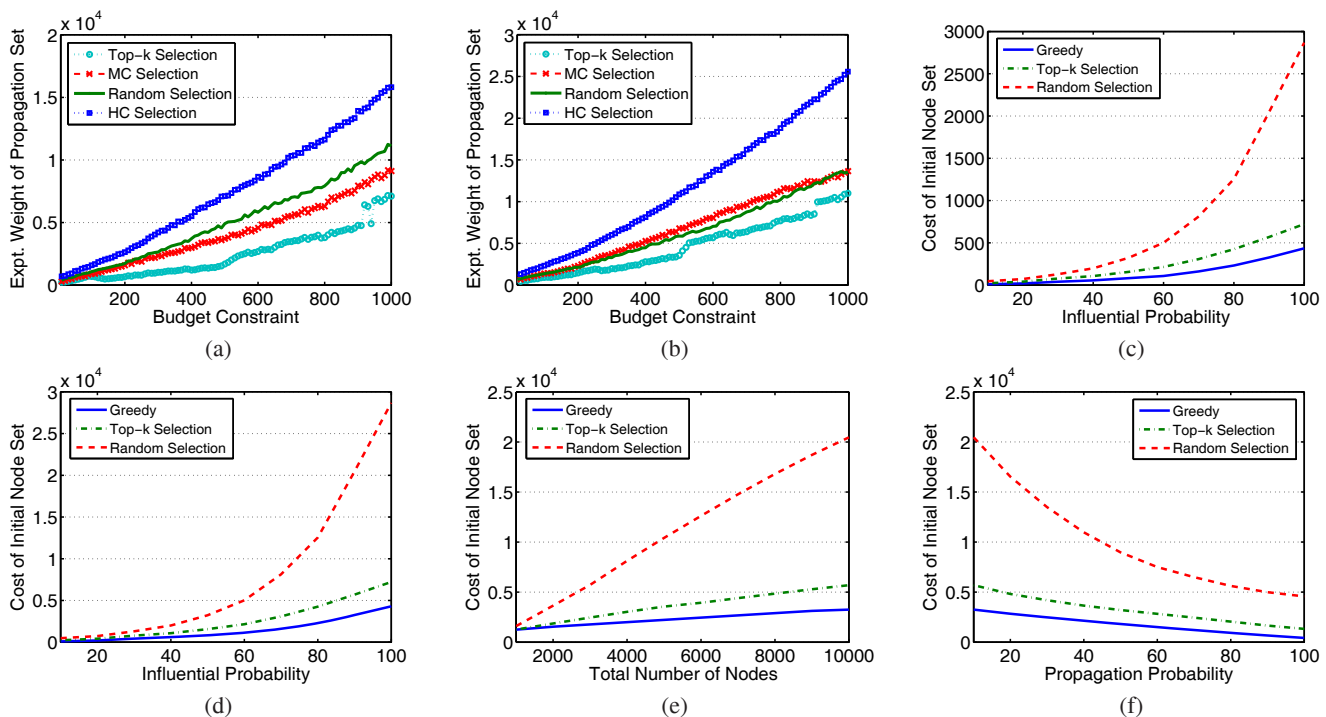 x 10^4
Expt. Weight of Propagation Set
2
1.5
1
0.5
0
Top-k Selection
MC Selection
Random Selection
HC Selection
200 400 600 800 1000
Budget Constraint
(a)
x 10^4
Expt. Weight of Propagation Set
3
2.5
2
1.5
1
0.5
0
Top-k Selection
MC Selection
Random Selection
HC Selection
200 400 600 800 1000
Budget Constraint
(b)
Cost of Initial Node Set
3000
2500
2000
1500
1000
500
0
Greedy
Top-k Selection
Random Selection
20 40 60 80 100
Influential Probability
(c)
x 10^4
Cost of Initial Node Set
3
2.5
2
1.5
1
0.5
0
Greedy
Top-k Selection
Random Selection
20 40 60 80 100
Influential Probability
(d)
x 10^4
Cost of Initial Node Set
2.5
2
1.5
1
0.5
0
Greedy
Top-k Selection
Random Selection
2000 4000 6000 8000 10000
Total Number of Nodes
(e)
x 10^4
Cost of Initial Node Set
2.5
2
1.5
1
0.5
0
Greedy
Top-k Selection
Random Selection
20 40 60 80 100
Propagation Probability
(f)